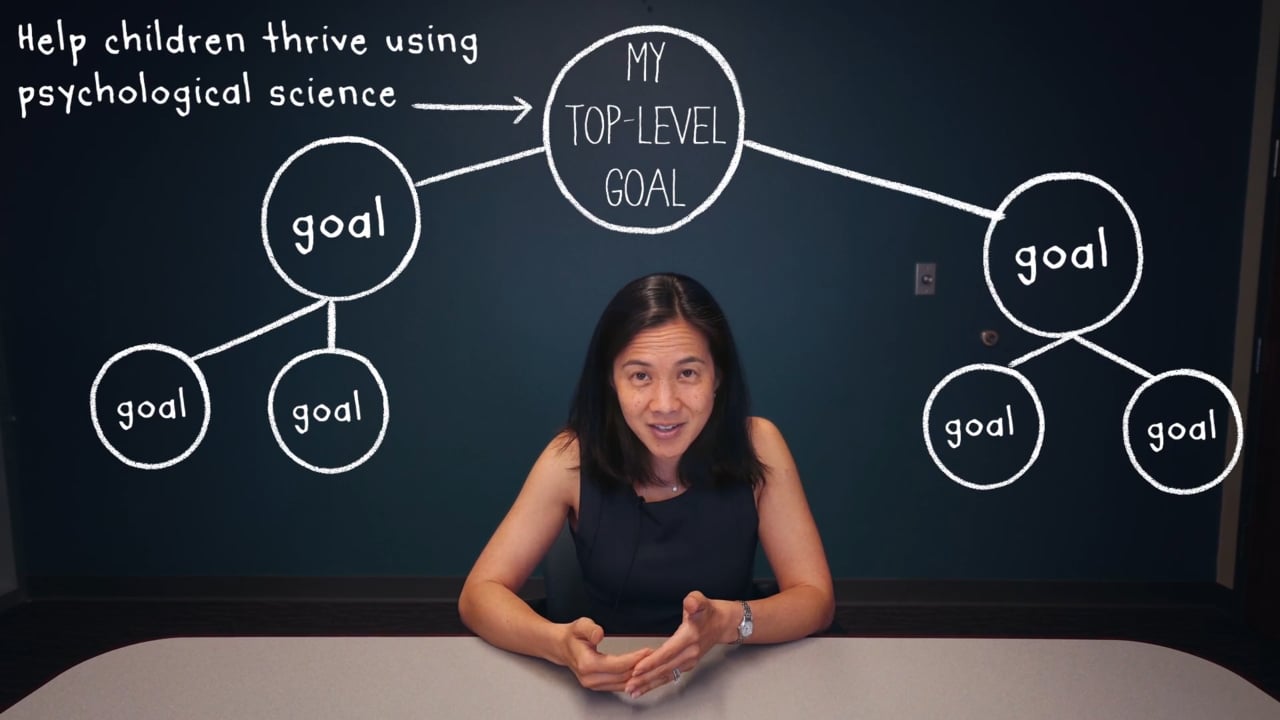 Help children thrive using
psychological science
MY
TOP-LEVEL
GOAL
goal
goal
goal
goal
goal
goal